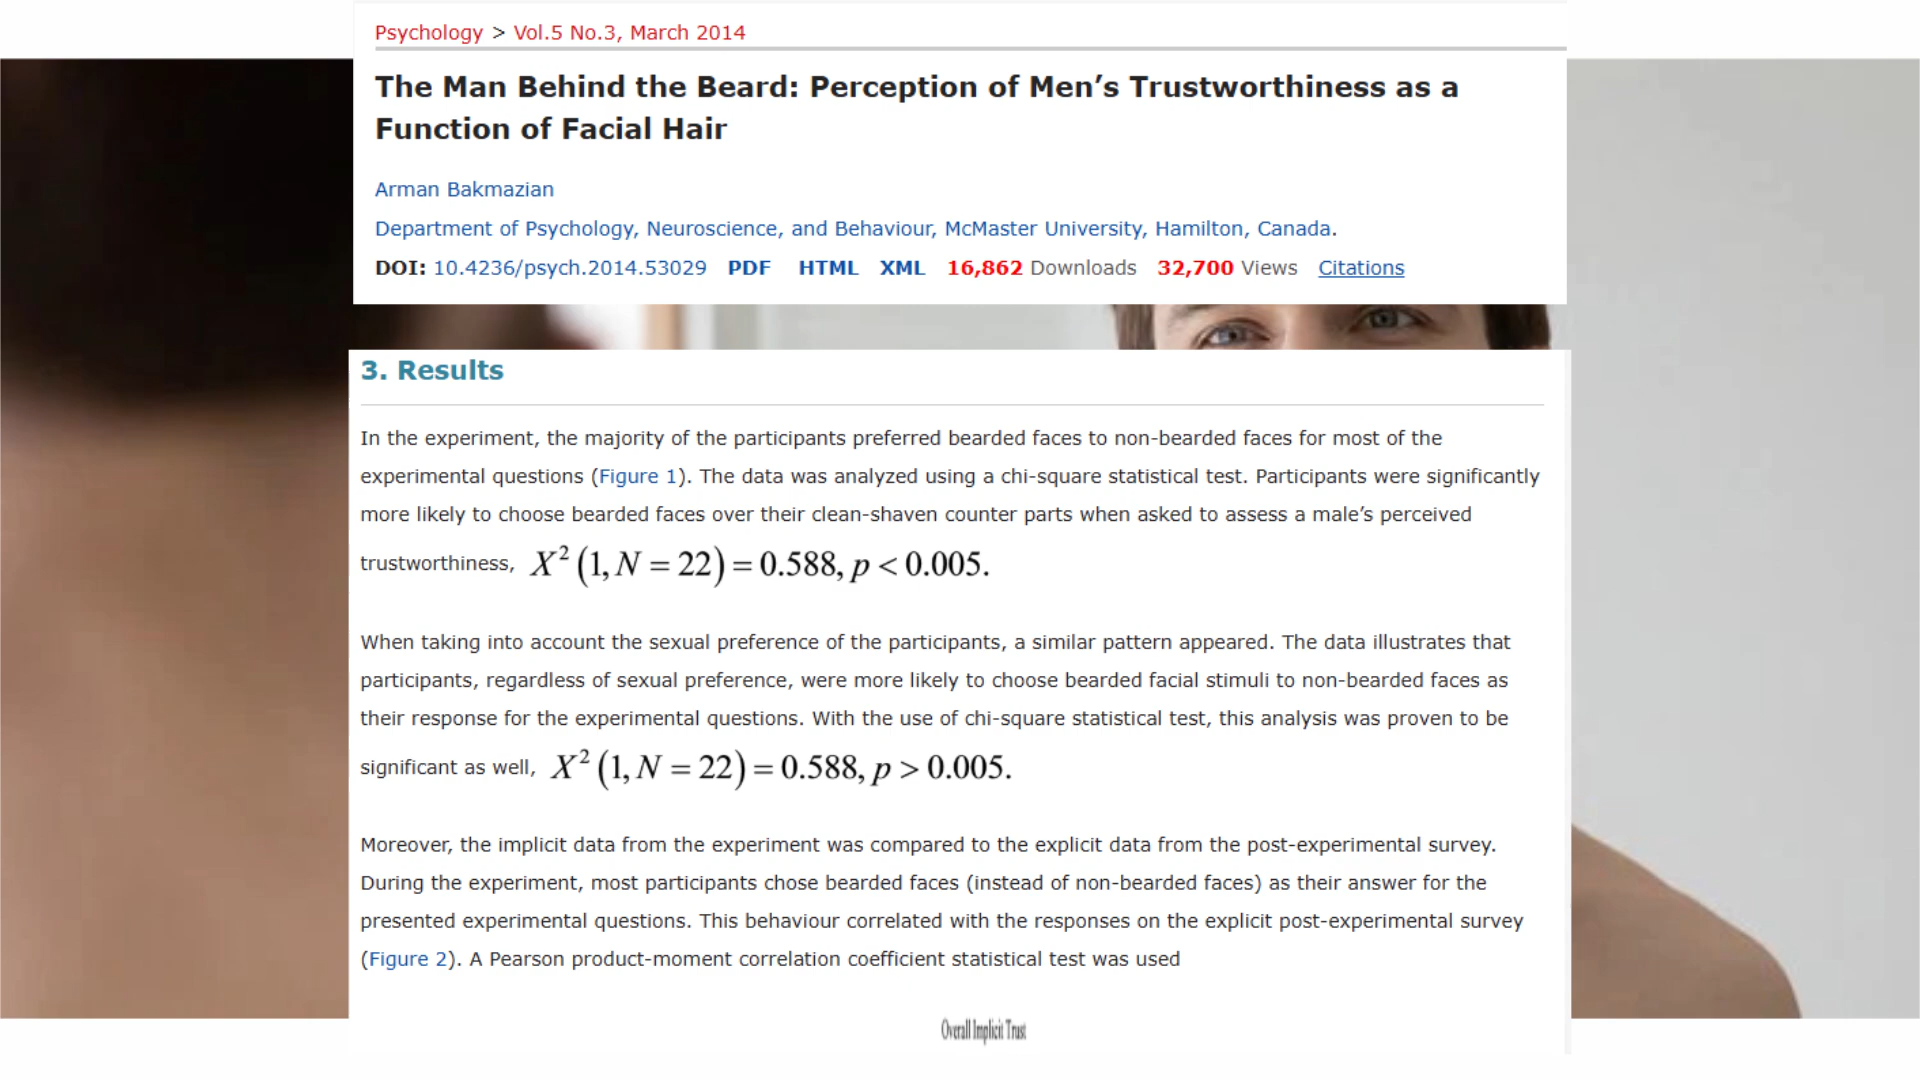 Psychology > Vol.5 No.3, March 2014
The Man Behind the Beard: Perception of Men’s Trustworthiness as a
Function of Facial Hair
Arman Bakmazian
Department of Psychology, Neuroscience, and Behaviour, McMaster University, Hamilton, Canada.
DOI: 10.4236/psych.2014.53029 PDF HTML XML 16,862 Downloads 32,700 Views Citations
3. Results
In the experiment, the majority of the participants preferred bearded faces to non-bearded faces for most of the
experimental questions (Figure 1). The data was analyzed using a chi-square statistical test. Participants were significantly
more likely to choose bearded faces over their clean-shaven counter parts when asked to assess a male’s perceived
trustworthiness, X² (1, N = 22) = 0.588, p < 0.005.
When taking into account the sexual preference of the participants, a similar pattern appeared. The data illustrates that
participants, regardless of sexual preference, were more likely to choose bearded facial stimuli to non-bearded faces as
their response for the experimental questions. With the use of chi-square statistical test, this analysis was proven to be
significant as well, X² (1, N = 22) = 0.588, p > 0.005.
Moreover, the implicit data from the experiment was compared to the explicit data from the post-experimental survey.
During the experiment, most participants chose bearded faces (instead of non-bearded faces) as their answer for the
presented experimental questions. This behaviour correlated with the responses on the explicit post-experimental survey
(Figure 2). A Pearson product-moment correlation coefficient statistical test was used
Overall Implicit Trust